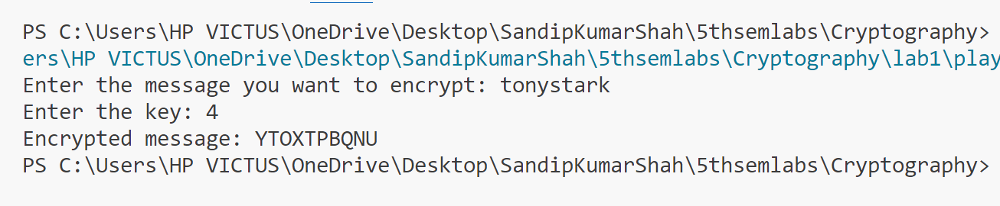 PS C:\Users\HP VICTUS\OneDrive\Desktop\SandipKumarShah\5thsemlabs\Cryptography>
ers\HP VICTUS\OneDrive\Desktop\SandipKumarShah\5thsemlabs\Cryptography\lab1\play
Enter the message you want to encrypt: tonystark
Enter the key: 4
Encrypted message: YTOXTPBQNU
PS C:\Users\HP VICTUS\OneDrive\Desktop\SandipKumarShah\5thsemlabs\Cryptography>